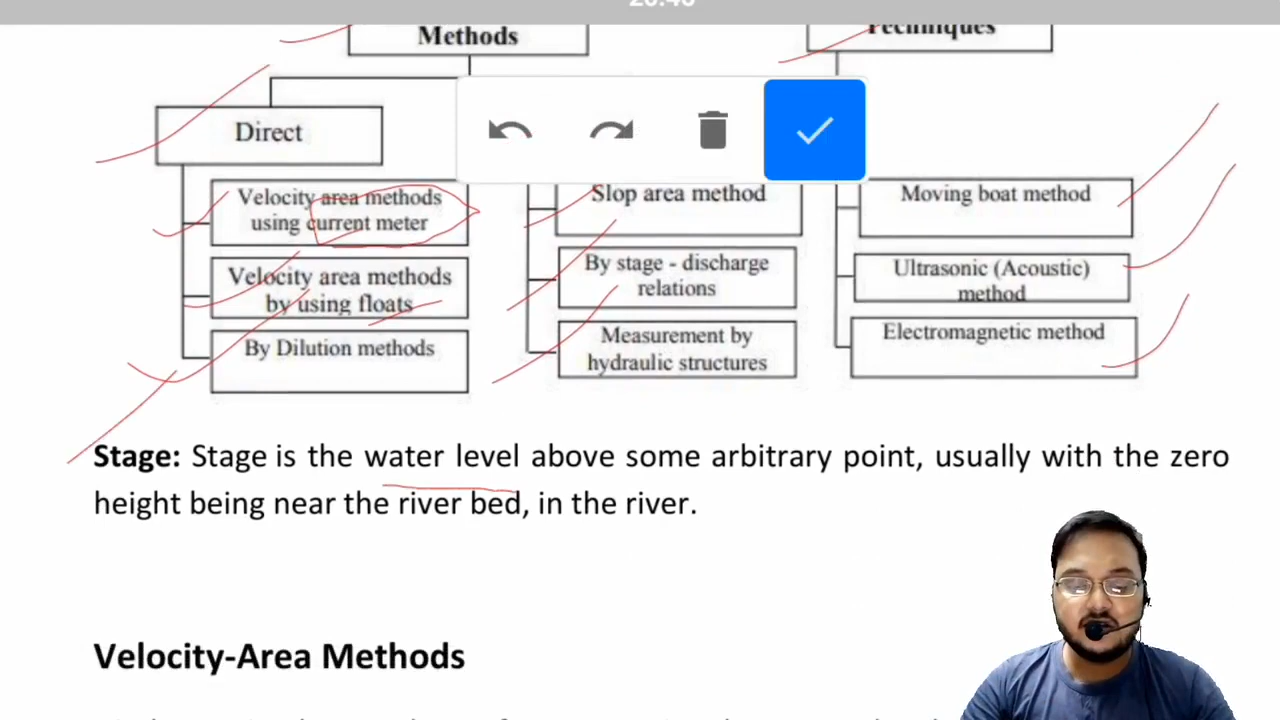 Methods
Techniques
Direct
Velocity area methods
using current meter
Velocity area methods
by using floats
By Dilution methods
Slop area method
By stage - discharge
relations
Measurement by
hydraulic structures
Moving boat method
Ultrasonic (Acoustic)
method
Electromagnetic method
Stage: Stage is the water level above some arbitrary point, usually with the zero
height being near the river bed, in the river.
Velocity-Area Methods